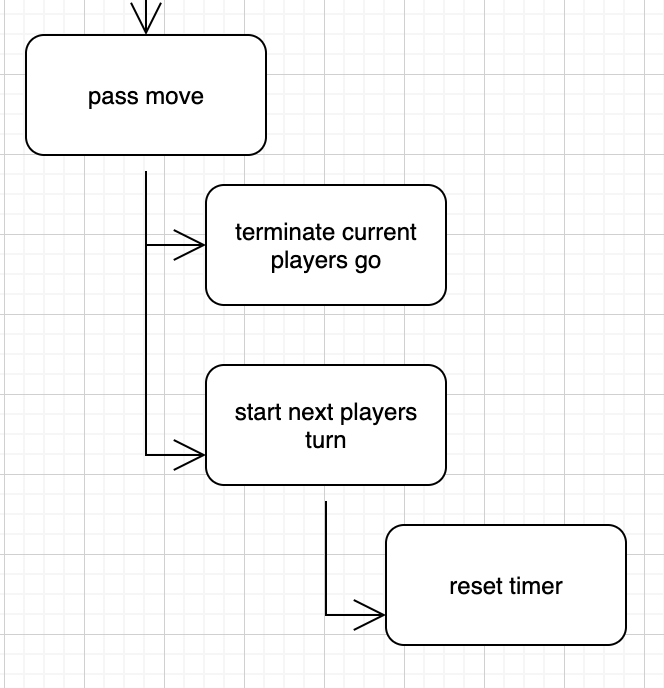 pass move
terminate current
players go
start next players
turn
reset timer